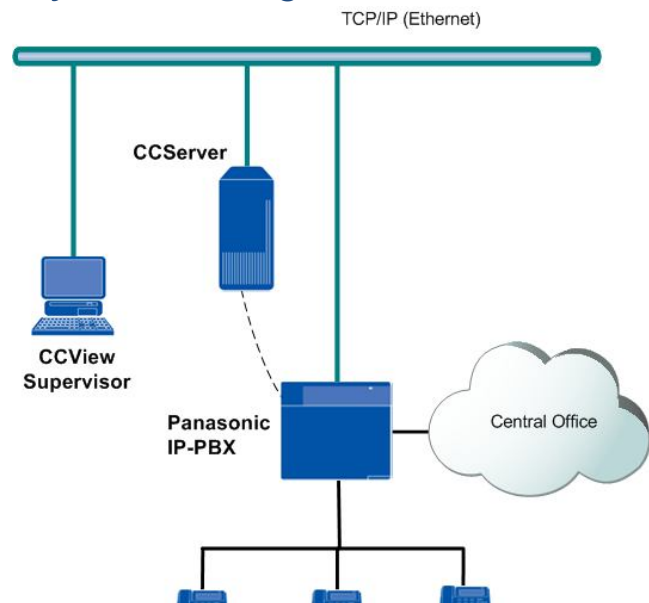 TCP/IP (Ethernet)
CCServer
CCView
Supervisor
Panasonic
IP-PBX
Central Office